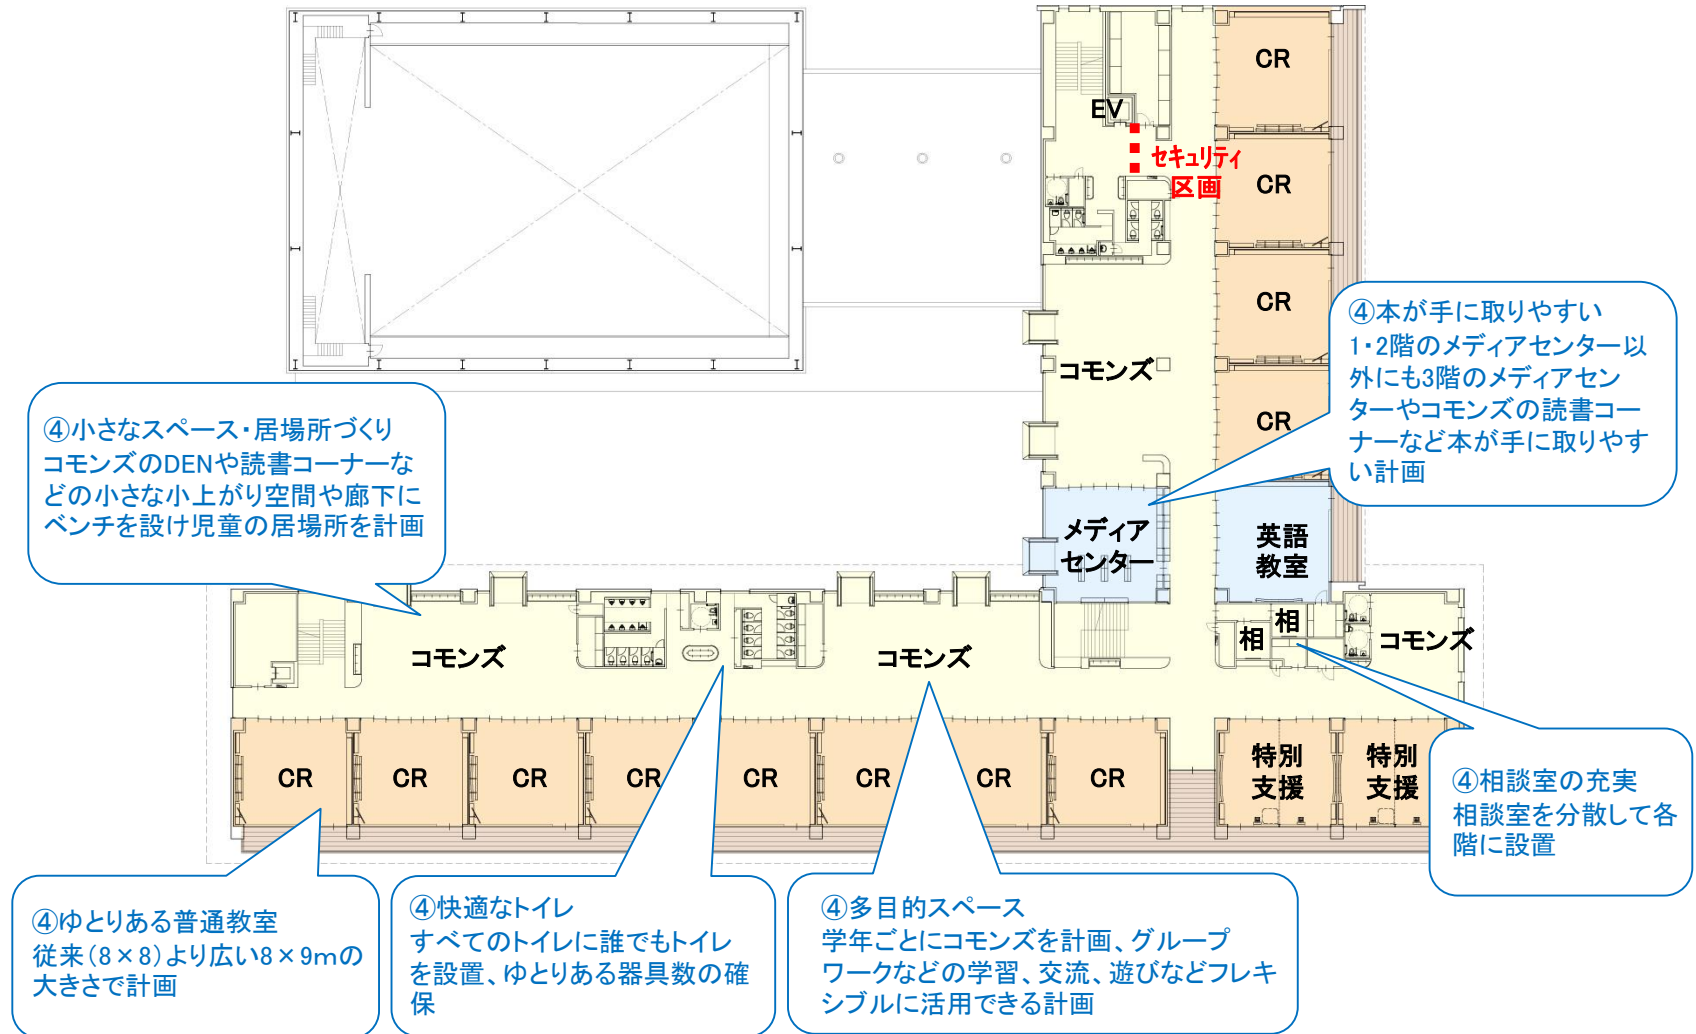 CR
EV
セキュリティ
区画
CR
CR
コモンズ
CR
④本が手に取りやすい
1・2階のメディアセンター以
外にも3階のメディアセン
ターやコモンズの読書コー
ナーなど本が手に取りやす
い計画
④小さなスペース・居場所づくり
コモンズのDENや読書コーナーな
どの小さな小上がり空間や廊下に
ベンチを設け児童の居場所を計画
メディア
センター
英語
教室
相
相
コモンズ
コモンズ
コモンズ
CR
CR
CR
CR
CR
CR
CR
CR
特別
支援
特別
支援
④相談室の充実
相談室を分散して各
階に設置
④ゆとりある普通教室
従来(8×8)より広い8×9mの
大きさで計画
④快適なトイレ
すべてのトイレに誰でもトイレ
を設置、ゆとりある器具数の確
保
④多目的スペース
学年ごとにコモンズを計画、グループ
ワークなどの学習、交流、遊びなどフレキ
シブルに活用できる計画